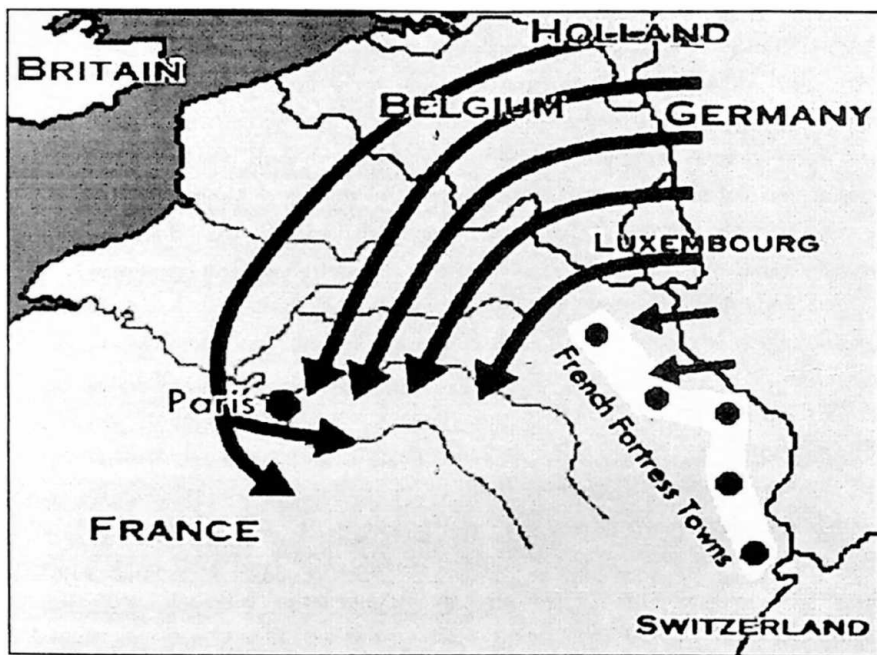 HOLLAND
BRITAIN
BELGIUM
GERMANY
LUXEMBOURG
French Fortress Towns
Paris
FRANCE
SWITZERLAND